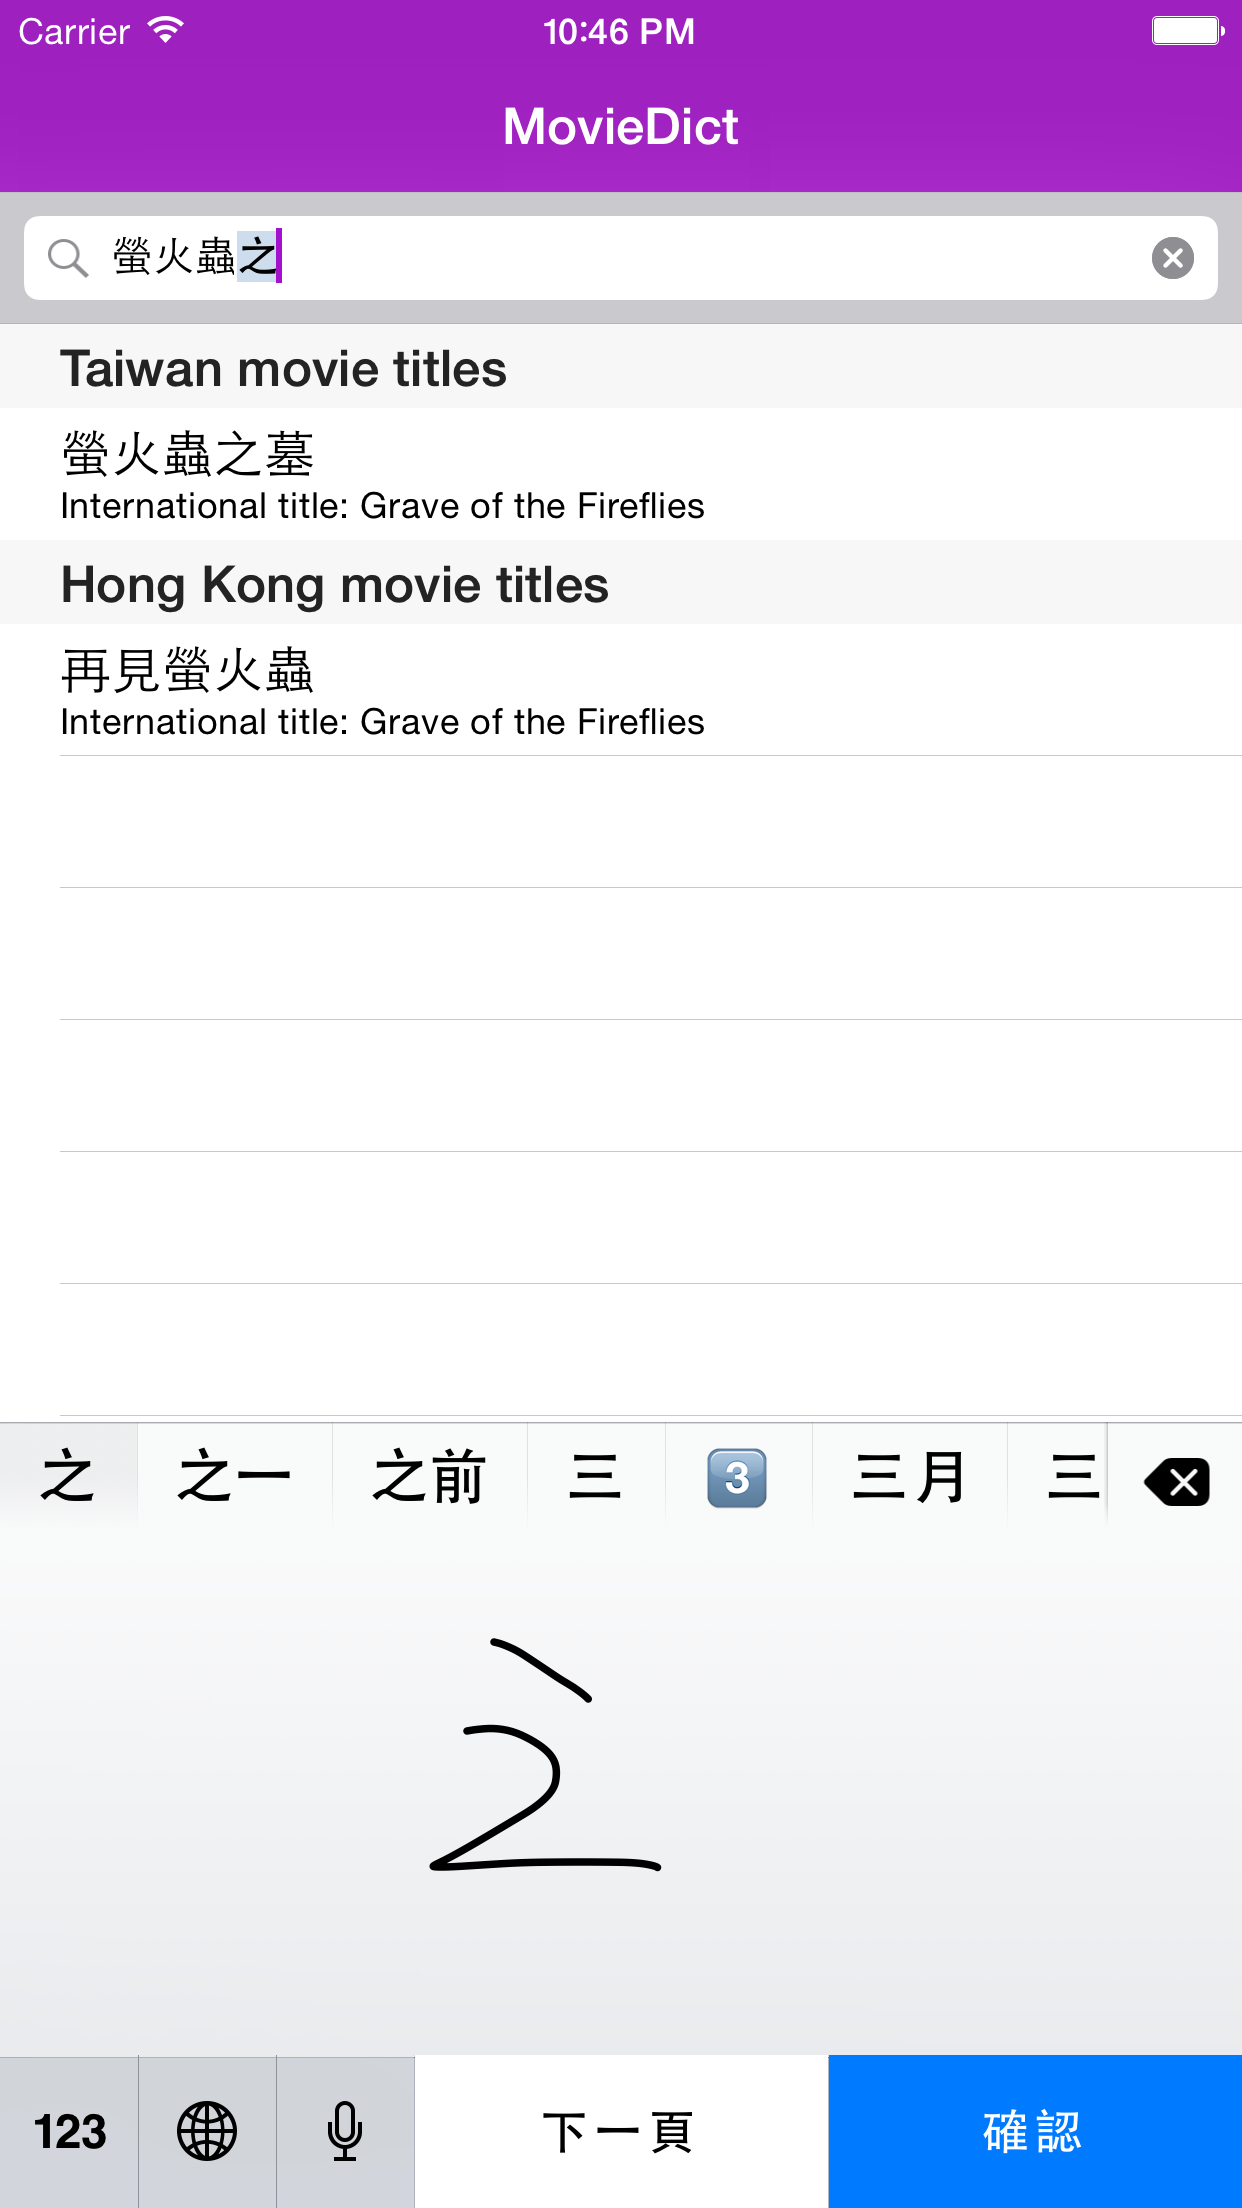 Carrier 10:46 PM
MovieDict
螢火蟲之
Taiwan movie titles
螢火蟲之墓
International title: Grave of the Fireflies
Hong Kong movie titles
再見螢火蟲
International title: Grave of the Fireflies
之 之一 之前 三 3 三月 三
之
123 下一頁 確認